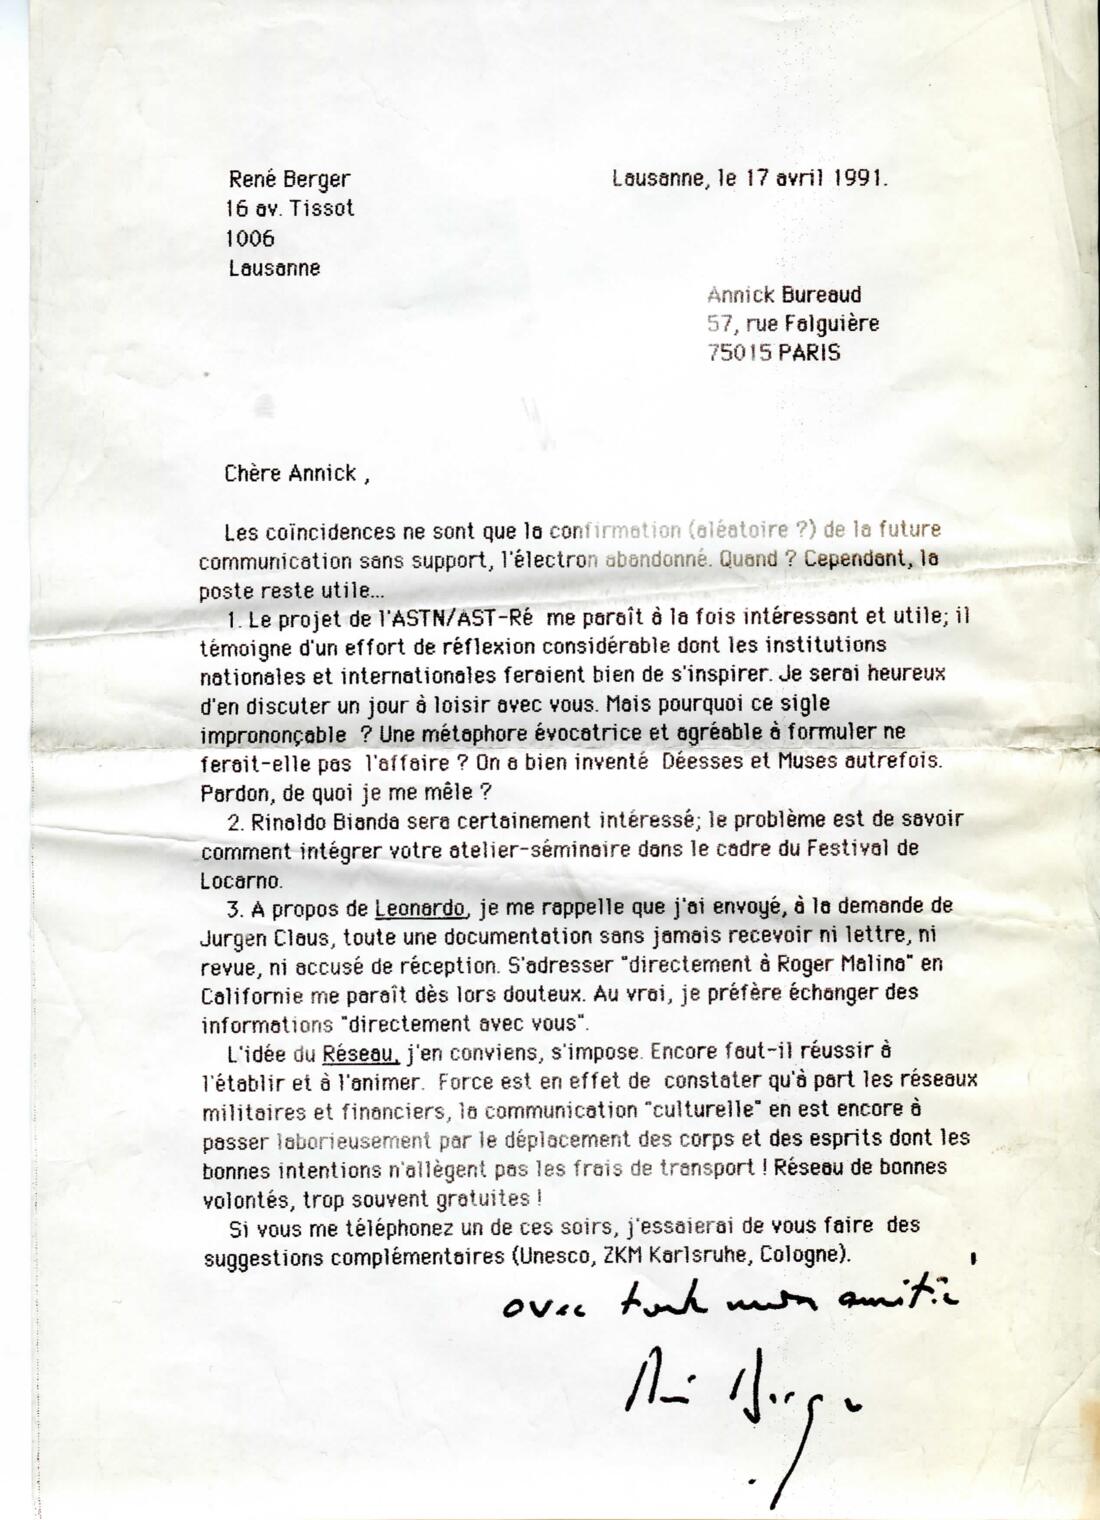 René Berger
16 av. Tissot
1006
Lausanne
Lausanne, le 17 avril 1991.
Annick Bureaud
57, rue Falguière
75015 PARIS
Chère Annick ,
Les coïncidences ne sont que la confirmation (aléatoire ?) de la future
communication sans support, l'électron abandonné. Quand ? Cependant, la
poste reste utile...
1. Le projet de l'ASTN/AST-Ré me paraît à la fois intéressant et utile; il
témoigne d'un effort de réflexion considérable dont les institutions
nationales et internationales feraient bien de s'inspirer. Je serai heureux
d'en discuter un jour à loisir avec vous. Mais pourquoi ce sigle
imprononçable ? Une métaphore évocatrice et agréable à formuler ne
ferait-elle pas l'affaire ? On a bien inventé Déesses et Muses autrefois.
Pardon, de quoi je me mêle ?
2. Rinaldo Bianda sera certainement intéressé; le problème est de savoir
comment intégrer votre atelier-séminaire dans le cadre du Festival de
Locarno.
3. A propos de Leonardo, je me rappelle que j'ai envoyé, à la demande de
Jurgen Claus, toute une documentation sans jamais recevoir ni lettre, ni
revue, ni accusé de réception. S'adresser "directement à Roger Malina" en
Californie me paraît dès lors douteux. Au vrai, je préfère échanger des
informations "directement avec vous".
L'idée du Réseau, j'en conviens, s'impose. Encore faut-il réussir à
l'établir et à l'animer. Force est en effet de constater qu'à part les réseaux
militaires et financiers, la communication "culturelle" en est encore à
passer laborieusement par le déplacement des corps et des esprits dont les
bonnes intentions n'allègent pas les frais de transport ! Réseau de bonnes
volontés, trop souvent gratuites !
Si vous me téléphonez un de ces soirs, j'essaierai de vous faire des
suggestions complémentaires (Unesco, ZKM Karlsruhe, Cologne).
avec toute mon amitié
René Berger